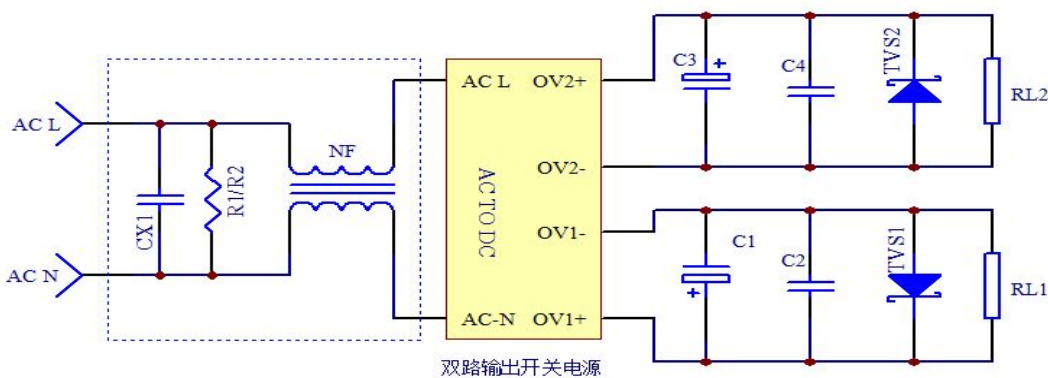 AC L
AC N
CX1
R1/R2
NF
AC L
AC-N
AC TO DC
OV2+
OV2-
OV1-
OV1+
C3
+
C4
TVS2
RL2
C1
+
C2
TVS1
RL1
双路输出开关电源